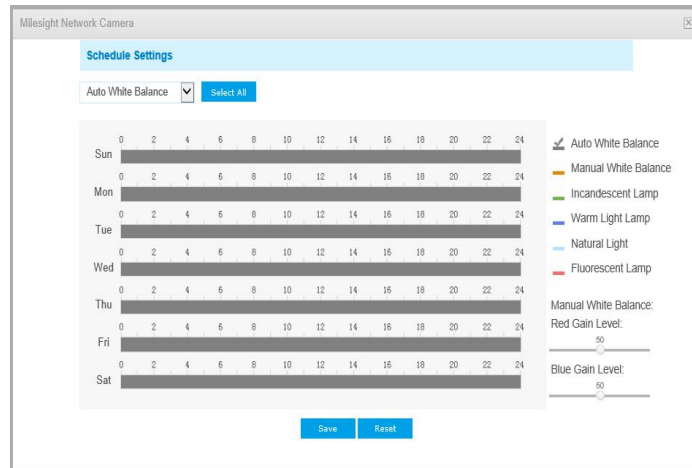 Milesight Network Camera
Schedule Settings
Auto White Balance Select All
0 2 4 6 8 10 12 14 16 18 20 22 24
Sun
0 2 4 6 8 10 12 14 16 18 20 22 24
Mon
0 2 4 6 8 10 12 14 16 18 20 22 24
Tue
0 2 4 6 8 10 12 14 16 18 20 22 24
Wed
0 2 4 6 8 10 12 14 16 18 20 22 24
Thu
0 2 4 6 8 10 12 14 16 18 20 22 24
Fri
0 2 4 6 8 10 12 14 16 18 20 22 24
Sat
Auto White Balance
Manual White Balance
Incandescent Lamp
Warm Light Lamp
Natural Light
Fluorescent Lamp
Manual White Balance:
Red Gain Level:
50
Blue Gain Level:
50
Save Reset